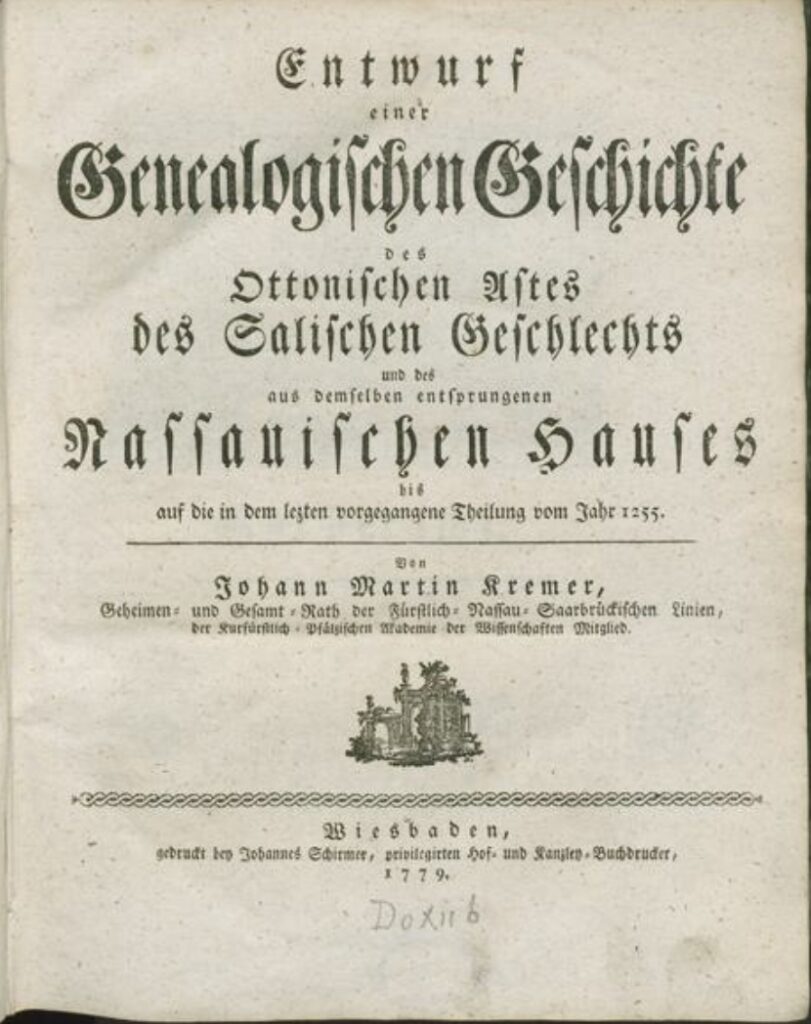 Entwurf
einer
Genealogischen Geschichte
des
Ottonischen Astes
des Salischen Geschlechts
und des
aus demselben entsprungenen
Nassauischen Hauses
bis
auf die in dem lezten vorgegangene Theilung vom Jahr 1255.
Von
Johann Martin Kremer,
Geheimen- und Gesamt-Rath der Fürstlich-Nassau-Saarbrückischen Linien,
der Kurfürstlich-Pfälzischen Akademie der Wissenschaften Mitglied.
Wiesbaden,
gedruckt bey Johannes Schirmer, privilegirten Hof- und Kanzley-Buchdrucker,
1779.